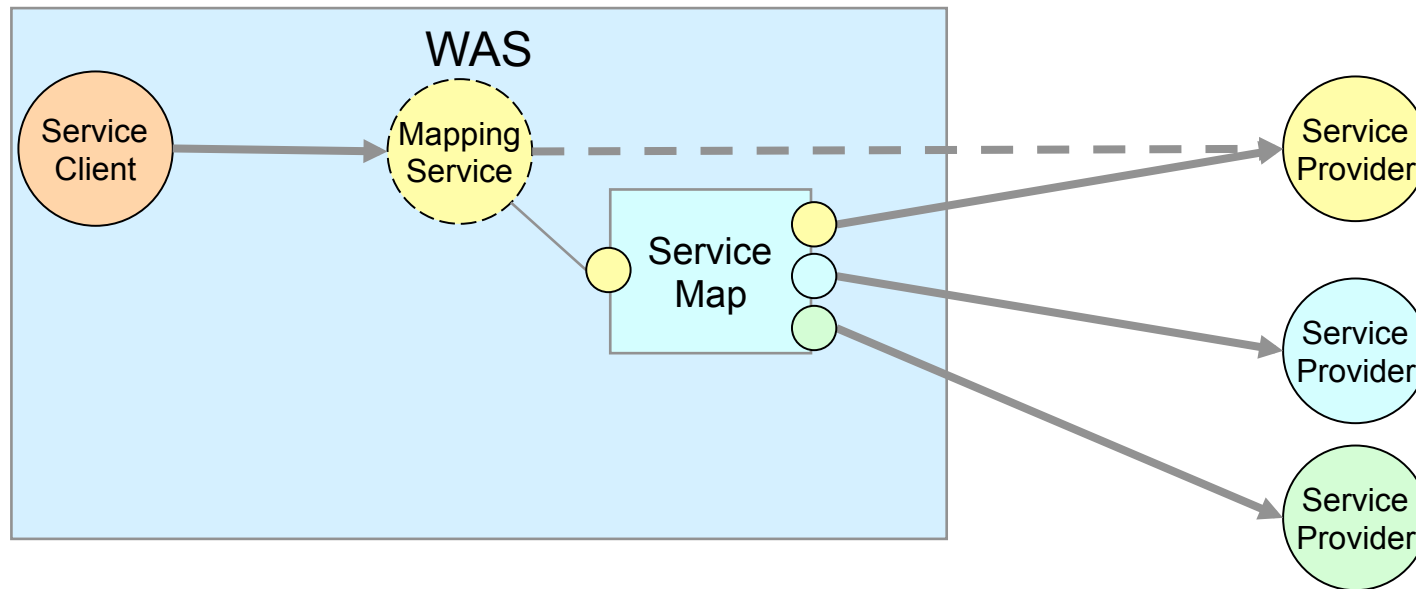 WAS
Service
Client
Mapping
Service
Service
Map
Service
Provider
Service
Provider
Service
Provider